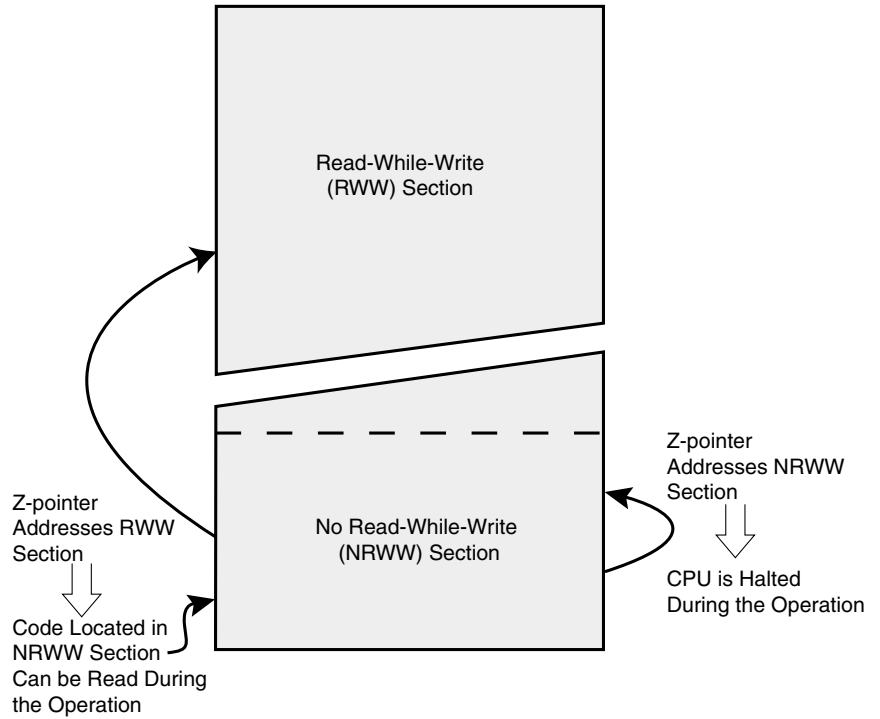 Read-While-Write
(RWW) Section
Z-pointer
Addresses NRWW
Section
Z-pointer
Addresses RWW
Section
No Read-While-Write
(NRWW) Section
CPU is Halted
During the Operation
Code Located in
NRWW Section
Can be Read During
the Operation